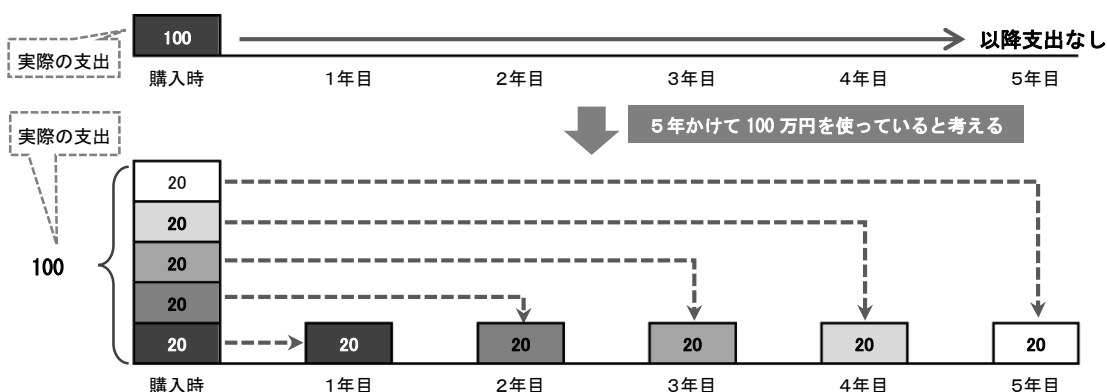 100
以降支出なし
実際の支出
購入時 1年目 2年目 3年目 4年目 5年目
実際の支出
5年かけて 100 万円を使っていると考える
20
20
100
20
20
20 20 20 20 20 20
購入時 1年目 2年目 3年目 4年目 5年目